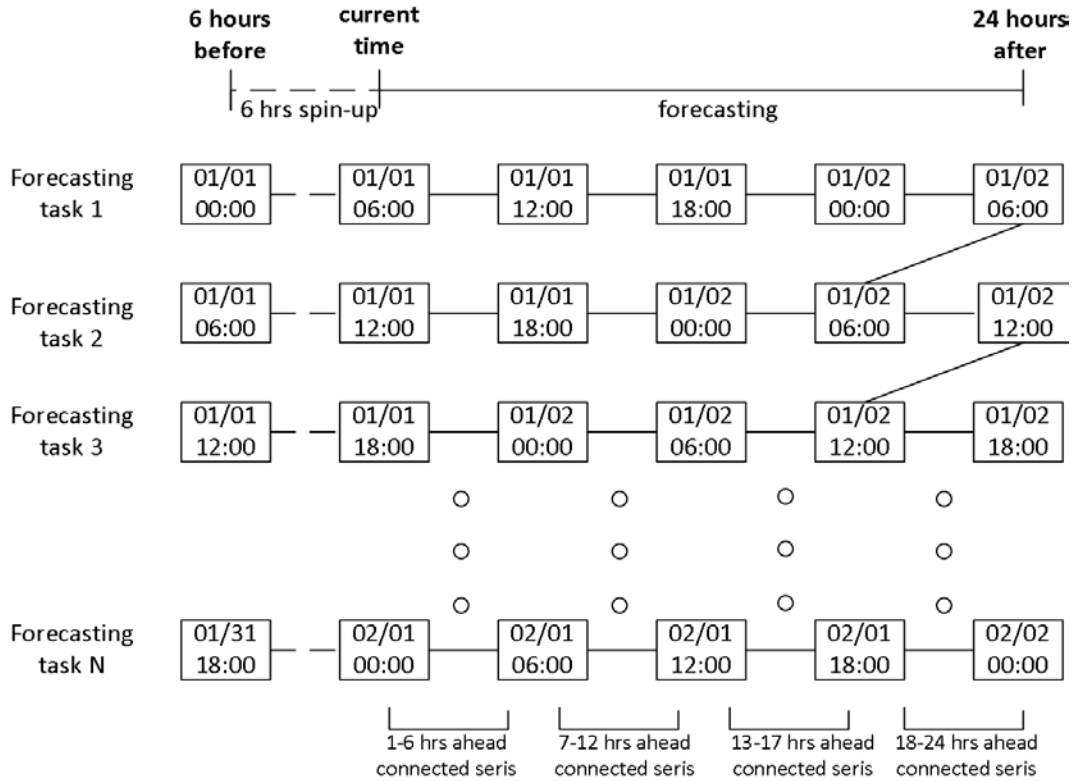 6 hours
before
current
time
24 hours
after
6 hrs spin-up
forecasting
Forecasting
task 1
01/01
00:00
01/01
06:00
01/01
12:00
01/01
18:00
01/02
00:00
01/02
06:00
Forecasting
task 2
01/01
06:00
01/01
12:00
01/01
18:00
01/02
00:00
01/02
06:00
01/02
12:00
Forecasting
task 3
01/01
12:00
01/01
18:00
01/02
00:00
01/02
06:00
01/02
12:00
01/02
18:00
Forecasting
task N
01/31
18:00
02/01
00:00
02/01
06:00
02/01
12:00
02/01
18:00
02/02
00:00
1-6 hrs ahead
connected seris
7-12 hrs ahead
connected seris
13-17 hrs ahead
connected seris
18-24 hrs ahead
connected seris